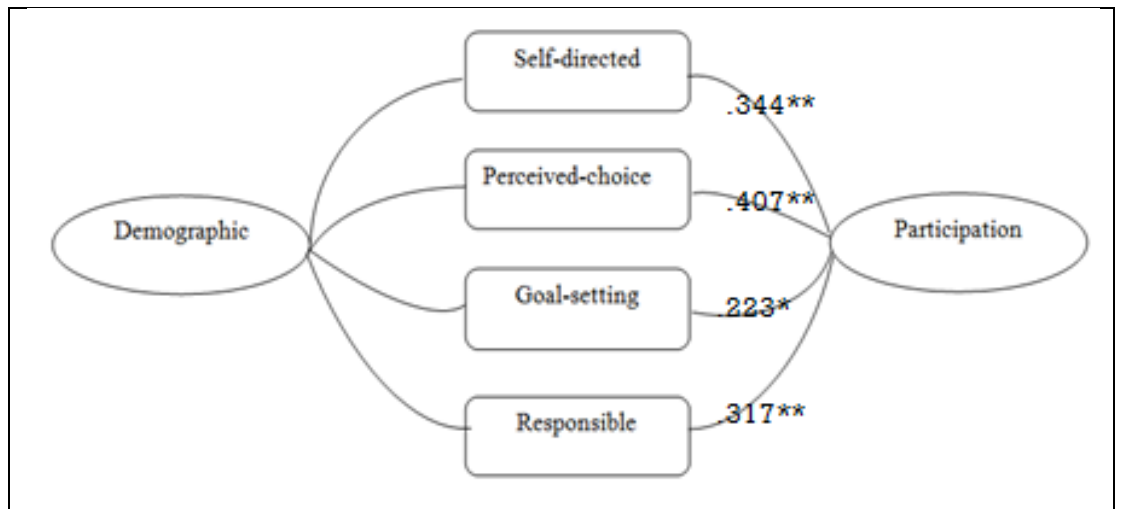 Self-directed
.344**
Perceived-choice
.407**
Demographic
Participation
Goal-setting
.223*
Responsible
.317**